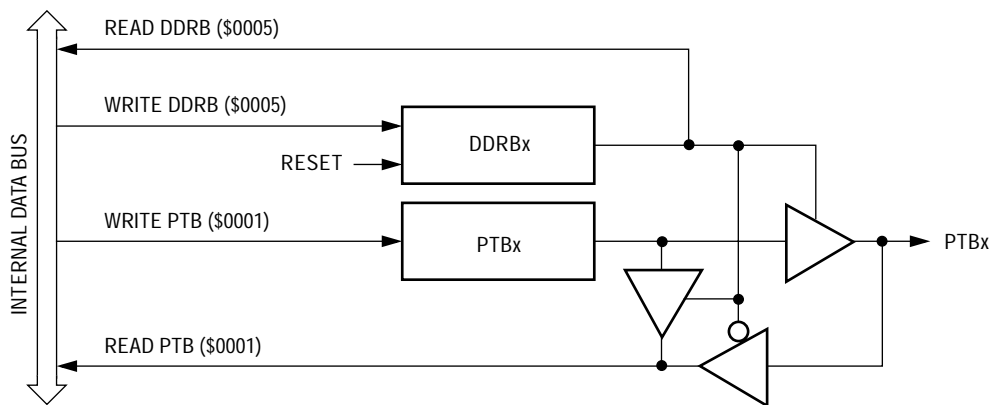 READ DDRB ($0005)
WRITE DDRB ($0005)
DDRBx
RESET
INTERNAL DATA BUS
WRITE PTB ($0001)
PTBx
PTBx
READ PTB ($0001)